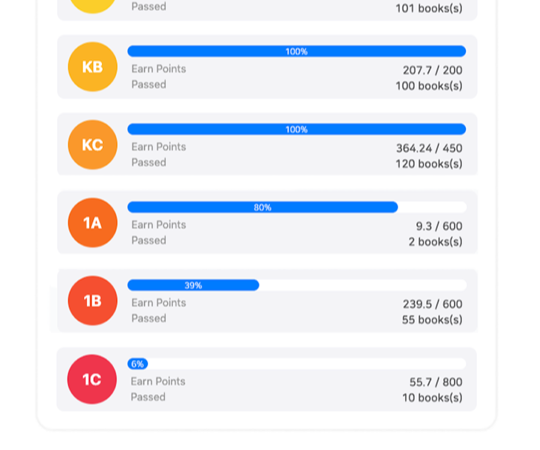 Passed
101 books(s)
KB
100%
Earn Points
207.7 / 200
Passed
100 books(s)
KC
100%
Earn Points
364.24 / 450
Passed
120 books(s)
1A
80%
Earn Points
9.3 / 600
Passed
2 books(s)
1B
39%
Earn Points
239.5 / 600
Passed
55 books(s)
1C
6%
Earn Points
55.7 / 800
Passed
10 books(s)